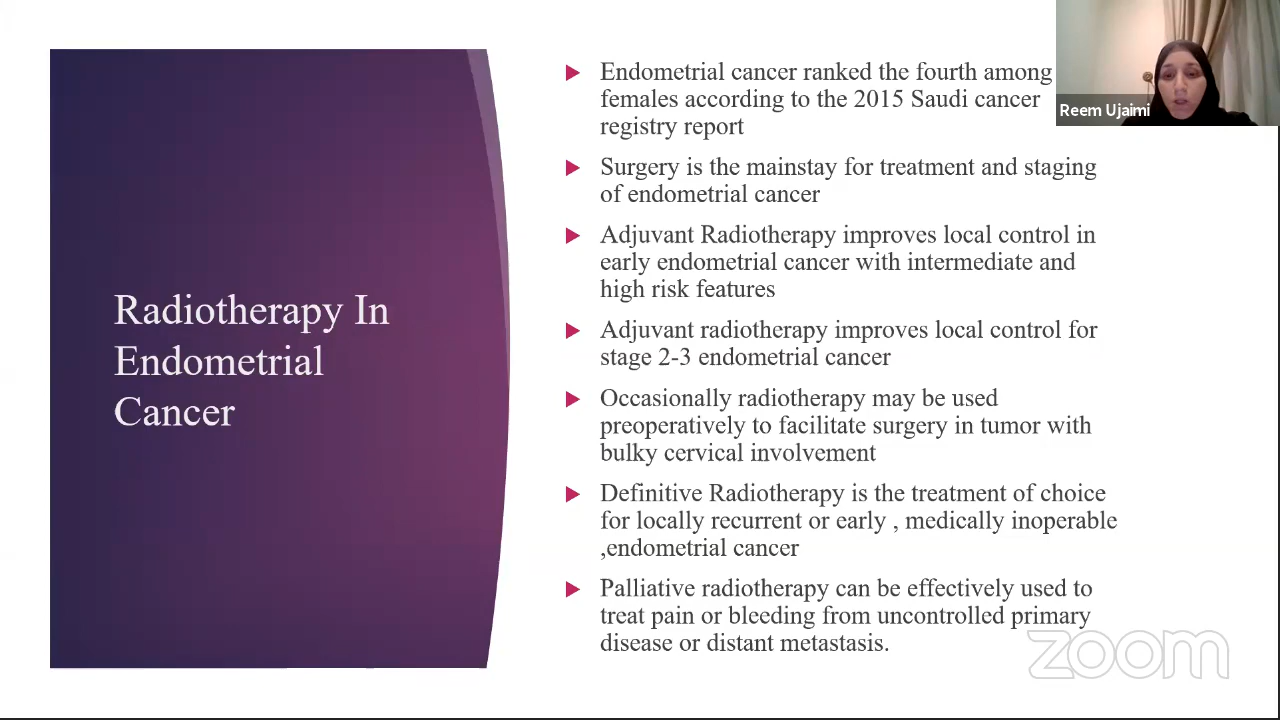 Radiotherapy In
Endometrial
Cancer
Endometrial cancer ranked the fourth among
females according to the 2015 Saudi cancer
registry report
Surgery is the mainstay for treatment and staging
of endometrial cancer
Adjuvant Radiotherapy improves local control in
early endometrial cancer with intermediate and
high risk features
Adjuvant radiotherapy improves local control for
stage 2-3 endometrial cancer
Occasionally radiotherapy may be used
preoperatively to facilitate surgery in tumor with
bulky cervical involvement
Definitive Radiotherapy is the treatment of choice
for locally recurrent or early , medically inoperable
,endometrial cancer
Palliative radiotherapy can be effectively used to
treat pain or bleeding from uncontrolled primary
disease or distant metastasis.
Reem Ujaimi
zoom